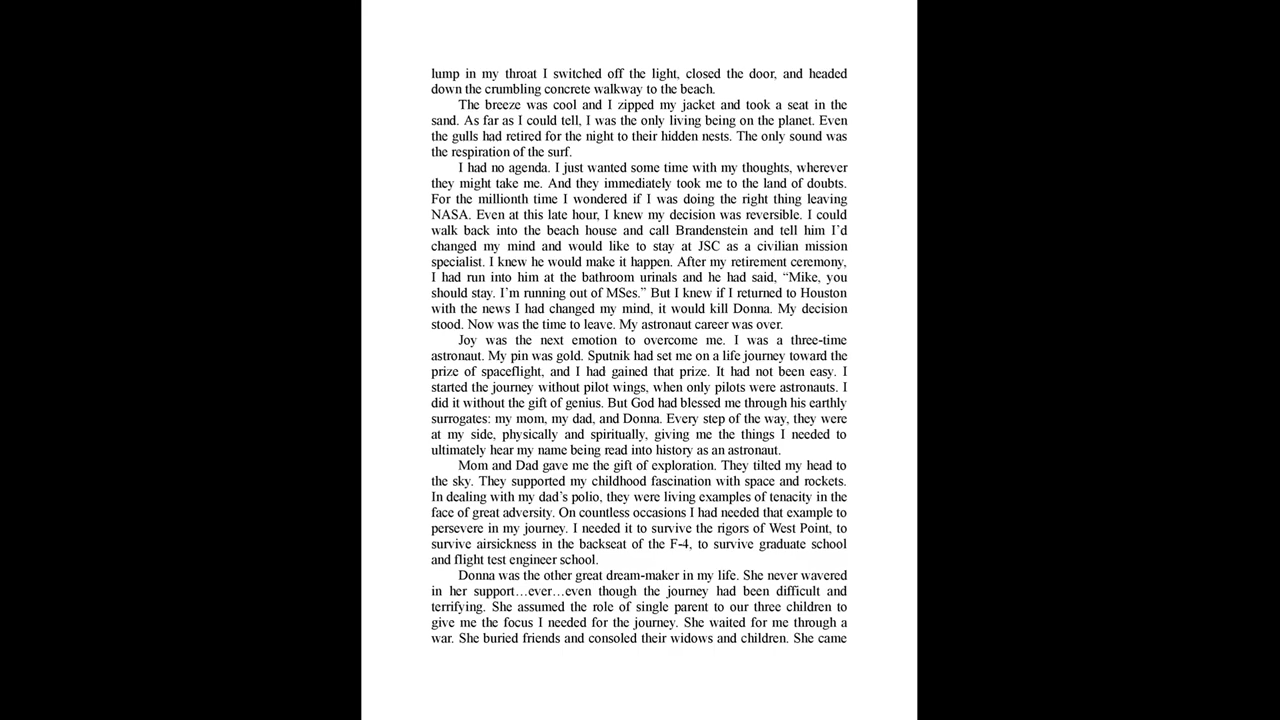 lump in my throat I switched off the light, closed the door, and headed
down the crumbling concrete walkway to the beach.
The breeze was cool and I zipped my jacket and took a seat in the
sand. As far as I could tell, I was the only living being on the planet. Even
the gulls had retired for the night to their hidden nests. The only sound was
the respiration of the surf.
I had no agenda. I just wanted some time with my thoughts, wherever
they might take me. And they immediately took me to the land of doubts.
For the millionth time I wondered if I was doing the right thing leaving
NASA. Even at this late hour, I knew my decision was reversible. I could
walk back into the beach house and call Brandenstein and tell him I’d
changed my mind and would like to stay at JSC as a civilian mission
specialist. I knew he would make it happen. After my retirement ceremony,
I had run into him at the bathroom urinals and he had said, “Mike, you
should stay. I’m running out of MSes.” But I knew if I returned to Houston
with the news I had changed my mind, it would kill Donna. My decision
stood. Now was the time to leave. My astronaut career was over.
Joy was the next emotion to overcome me. I was a three-time
astronaut. My pin was gold. Sputnik had set me on a life journey toward the
prize of spaceflight, and I had gained that prize. It had not been easy. I
started the journey without pilot wings, when only pilots were astronauts. I
did it without the gift of genius. But God had blessed me through his earthly
surrogates: my mom, my dad, and Donna. Every step of the way, they were
at my side, physically and spiritually, giving me the things I needed to
ultimately hear my name being read into history as an astronaut.
Mom and Dad gave me the gift of exploration. They tilted my head to
the sky. They supported my childhood fascination with space and rockets.
In dealing with my dad’s polio, they were living examples of tenacity in the
face of great adversity. On countless occasions I had needed that example to
persevere in my journey. I needed it to survive the rigors of West Point, to
survive airsickness in the backseat of the F-4, to survive graduate school
and flight test engineer school.
Donna was the other great dream-maker in my life. She never wavered
in her support…ever…even though the journey had been difficult and
terrifying. She assumed the role of single parent to our three children to
give me the focus I needed for the journey. She waited for me through a
war. She buried friends and consoled their widows and children. She came